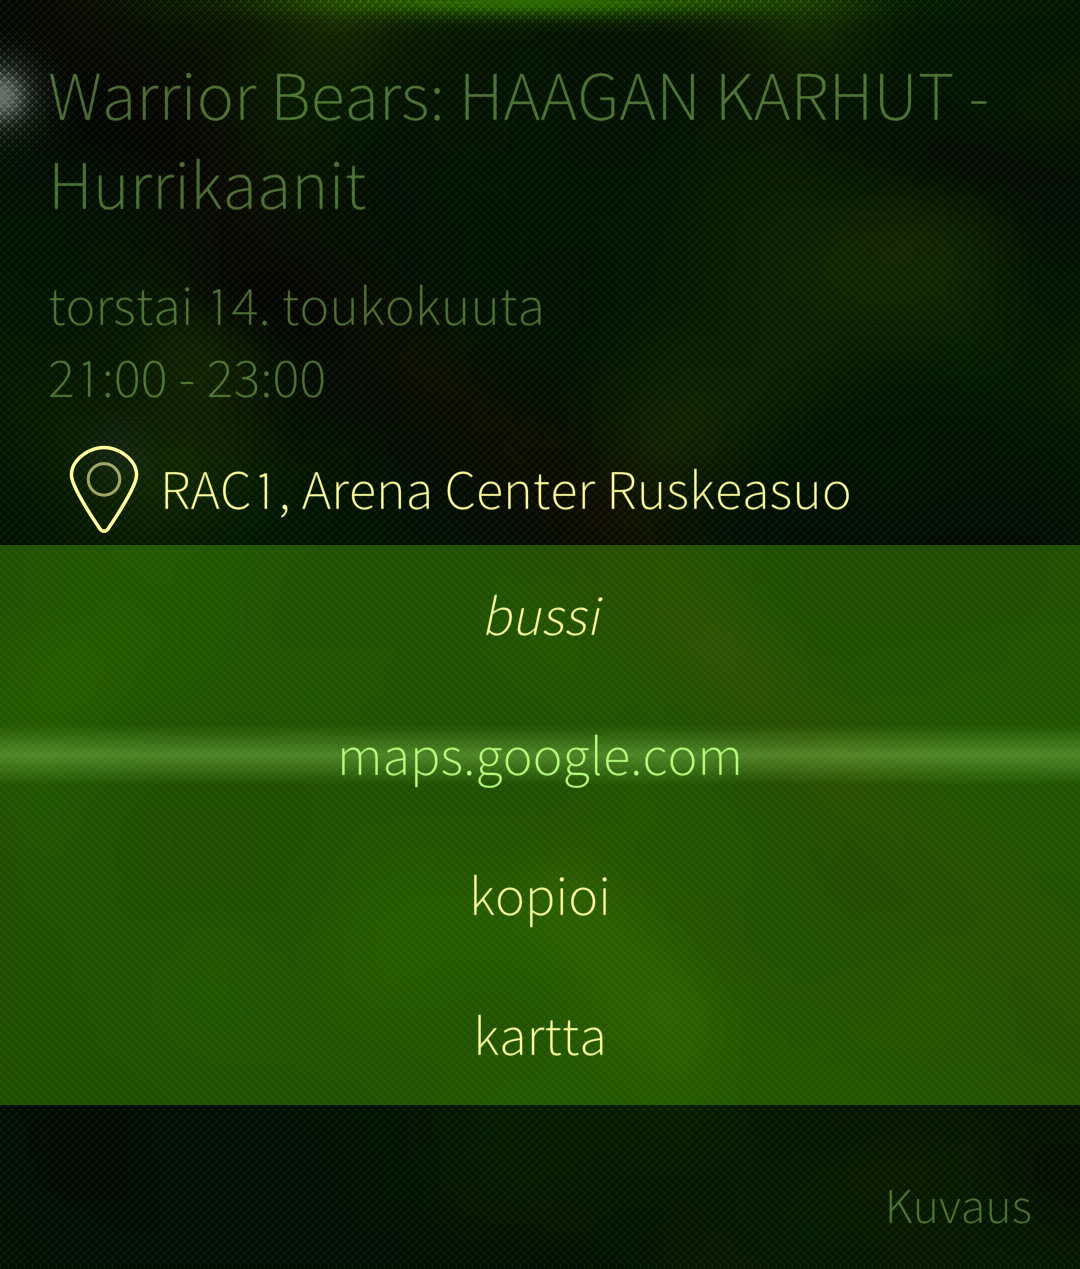 Warrior Bears: HAAGAN KARHUT -
Hurrikaanit
torstai 14. toukokuuta
21:00 - 23:00
RAC1, Arena Center Ruskeasuo
bussi
maps.google.com
kopioi
kartta
Kuvaus